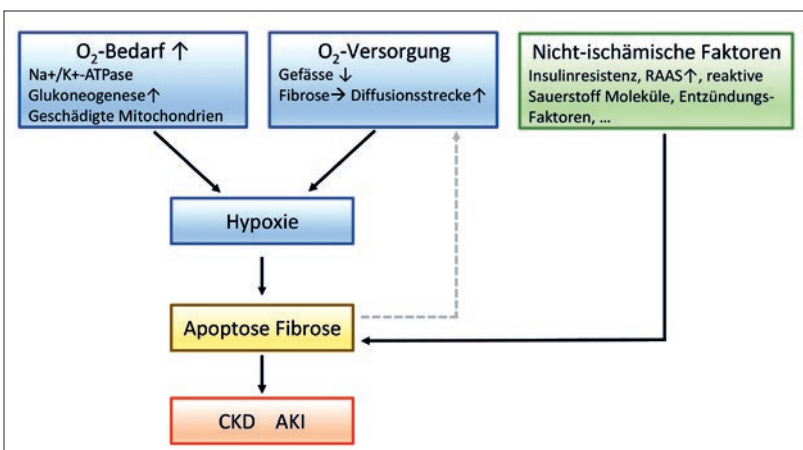 O₂-Bedarf ↑
Na+/K+-ATPase
Glukoneogenese↑
Geschädigte Mitochondrien
O₂-Versorgung
Gefässe ↓
Fibrose→ Diffusionsstrecke↑
Nicht-ischämische Faktoren
Insulinresistenz, RAAS↑, reaktive
Sauerstoff Moleküle, Entzündungs-
Faktoren, ...
Hypoxie
Apoptose Fibrose
CKD AKI